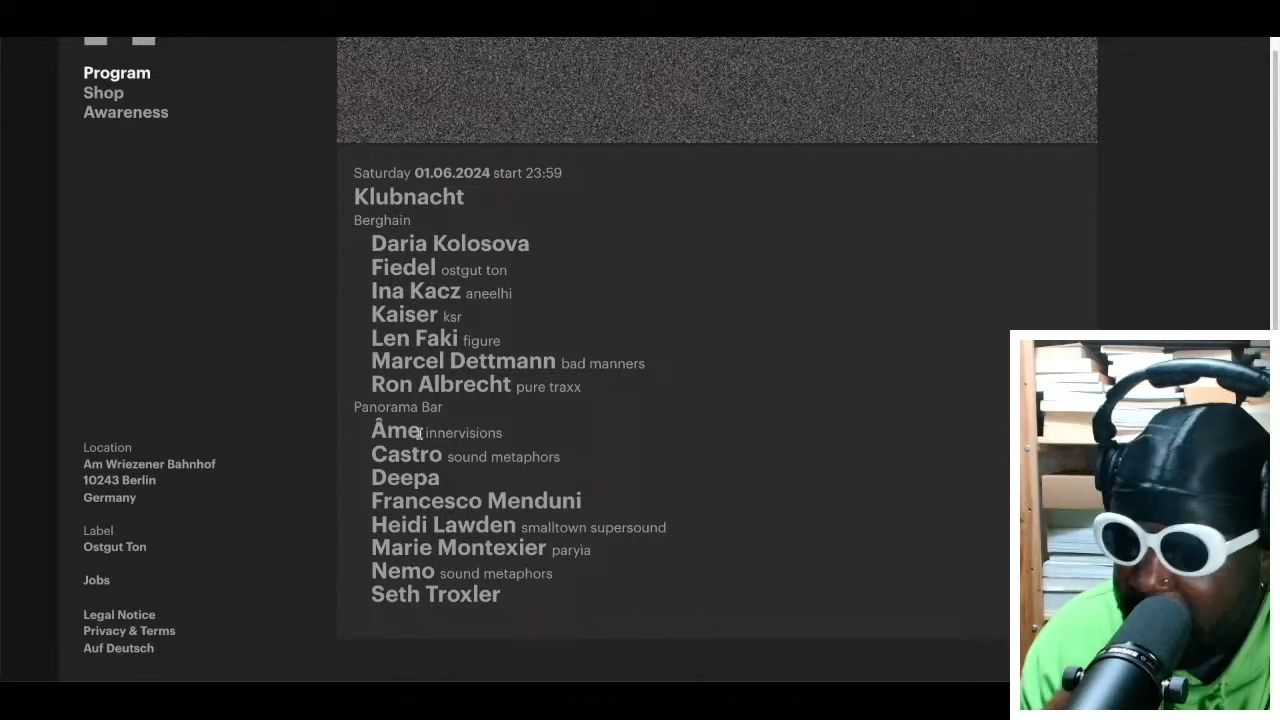 Program
Shop
Awareness
Saturday 01.06.2024 start 23:59
Klubnacht
Berghain
Daria Kolosova
Fiedel ostgut ton
Ina Kacz aneelhi
Kaiser ksr
Len Faki figure
Marcel Dettmann bad manners
Ron Albrecht pure traxx
Panorama Bar
Âme innervisions
Castro sound metaphors
Deepa
Francesco Menduni
Heidi Lawden smalltown supersound
Marie Montexier paryìa
Nemo sound metaphors
Seth Troxler
Location
Am Wriezener Bahnhof
10243 Berlin
Germany
Label
Ostgut Ton
Jobs
Legal Notice
Privacy & Terms
Auf Deutsch